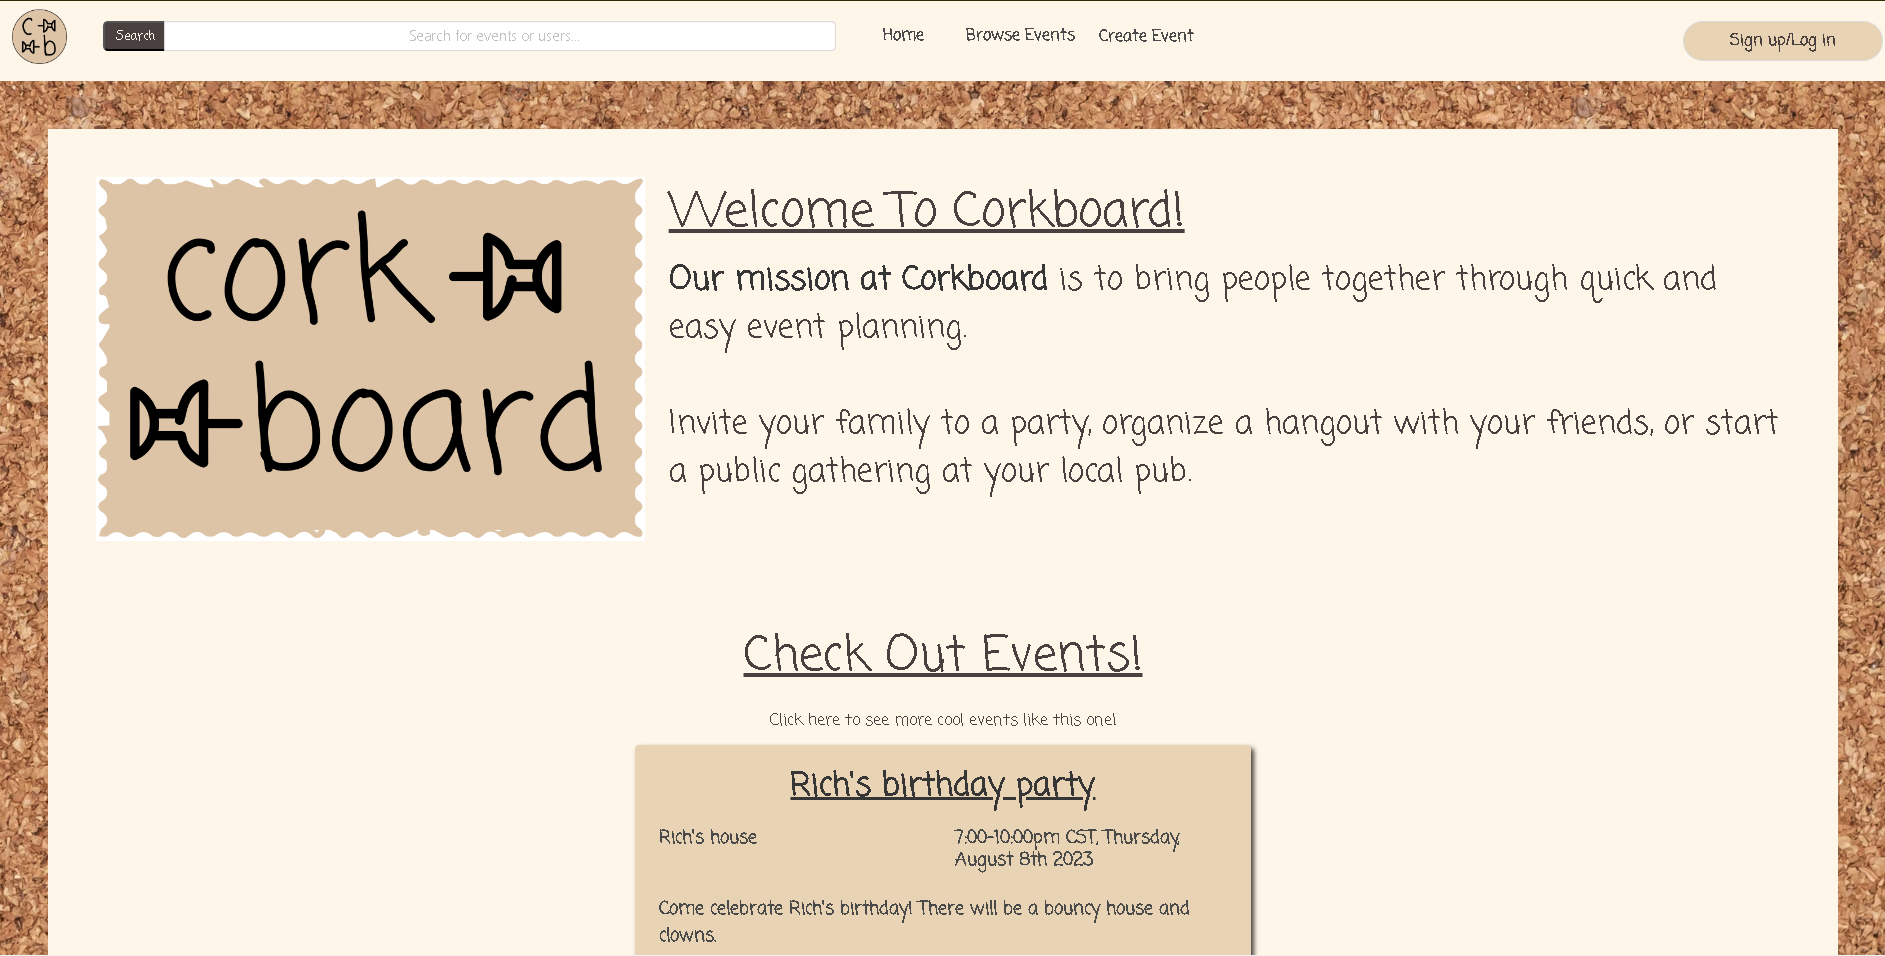 c
b
Search
Search for events or users...
Home
Browse Events
Create Event
Sign up/Log in
cork
board
Welcome To Corkboard!
Our mission at Corkboard is to bring people together through quick and
easy event planning.
Invite your family to a party, organize a hangout with your friends, or start
a public gathering at your local pub.
Check Out Events!
Click here to see more cool events like this one!
Rich's birthday party
Rich's house
7:00-10:00pm CST, Thursday,
August 8th 2023
Come celebrate Rich's birthday! There will be a bouncy house and
clowns.